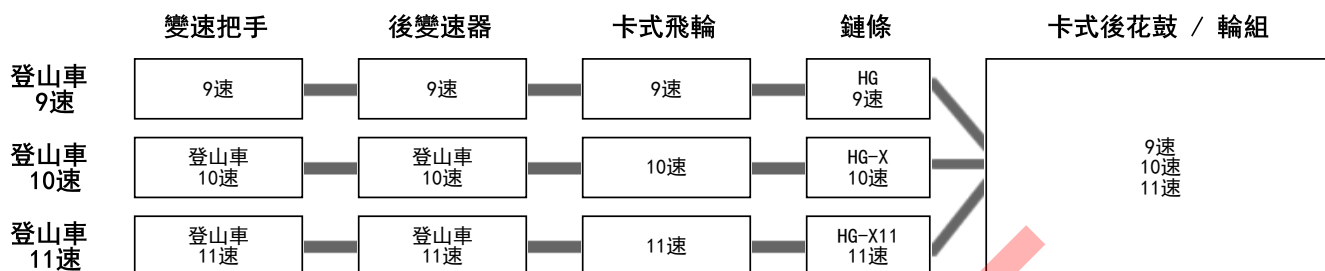 變速把手 後變速器 卡式飛輪 鏈條 卡式後花鼓 / 輪組
登山車
9速
9速
9速
9速
HG
9速
登山車
10速
登山車
10速
登山車
10速
10速
HG-X
10速
登山車
11速
登山車
11速
登山車
11速
11速
HG-X11
11速
9速
10速
11速